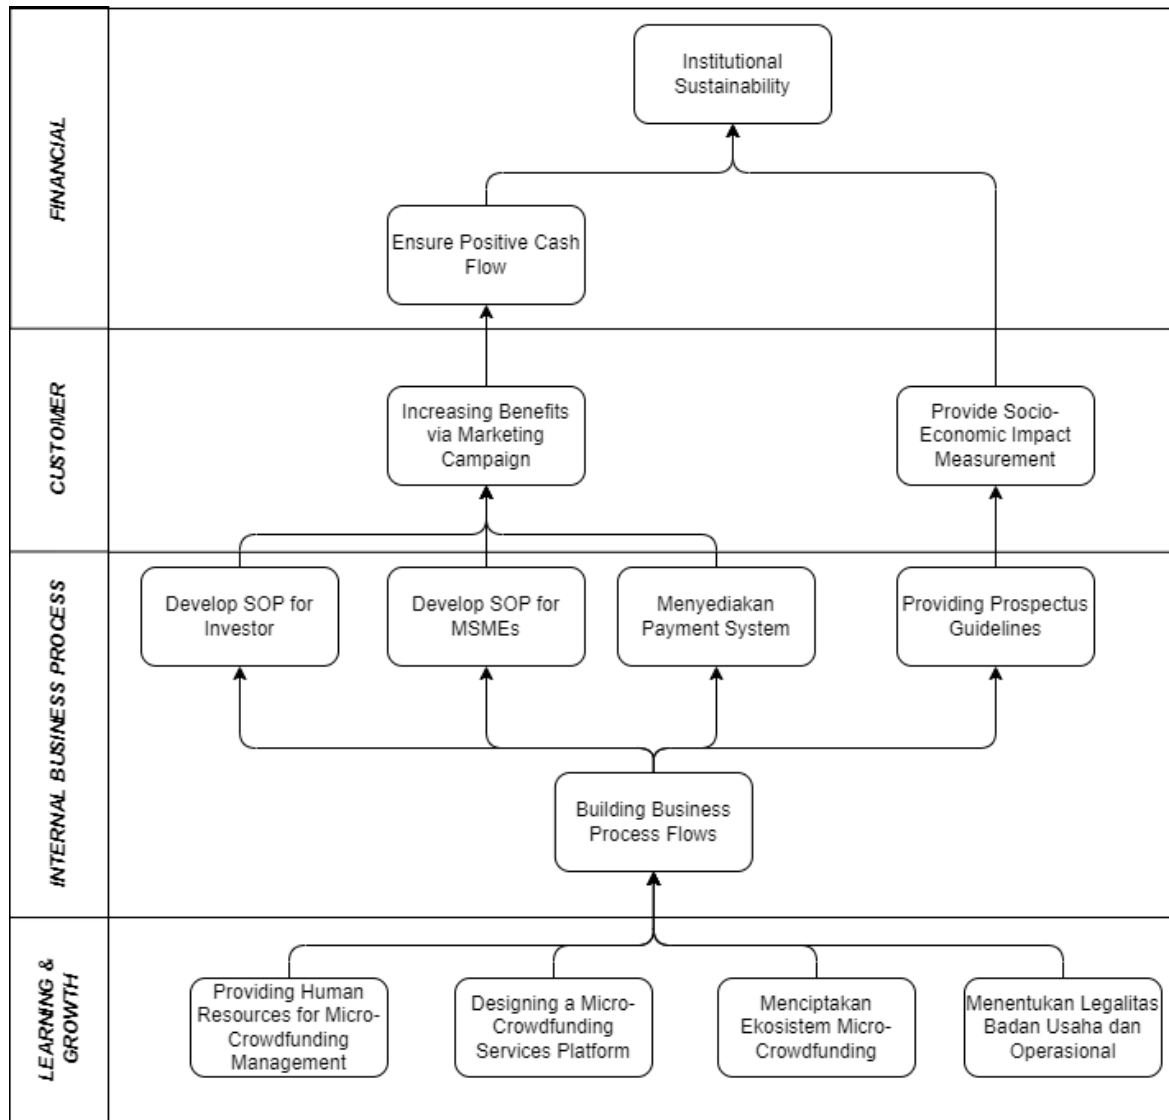 FINANCIAL
Institutional
Sustainability
Ensure Positive Cash
Flow
CUSTOMER
Increasing Benefits
via Marketing
Campaign
Provide Socio-
Economic Impact
Measurement
INTERNAL BUSINESS PROCESS
Develop SOP for
Investor
Develop SOP for
MSMEs
Menyediakan
Payment System
Providing Prospectus
Guidelines
Building Business
Process Flows
LEARNING &
GROWTH
Providing Human
Resources for Micro-
Crowdfunding
Management
Designing a Micro-
Crowdfunding
Services Platform
Menciptakan
Ekosistem Micro-
Crowdfunding
Menentukan Legalitas
Badan Usaha dan
Operasional